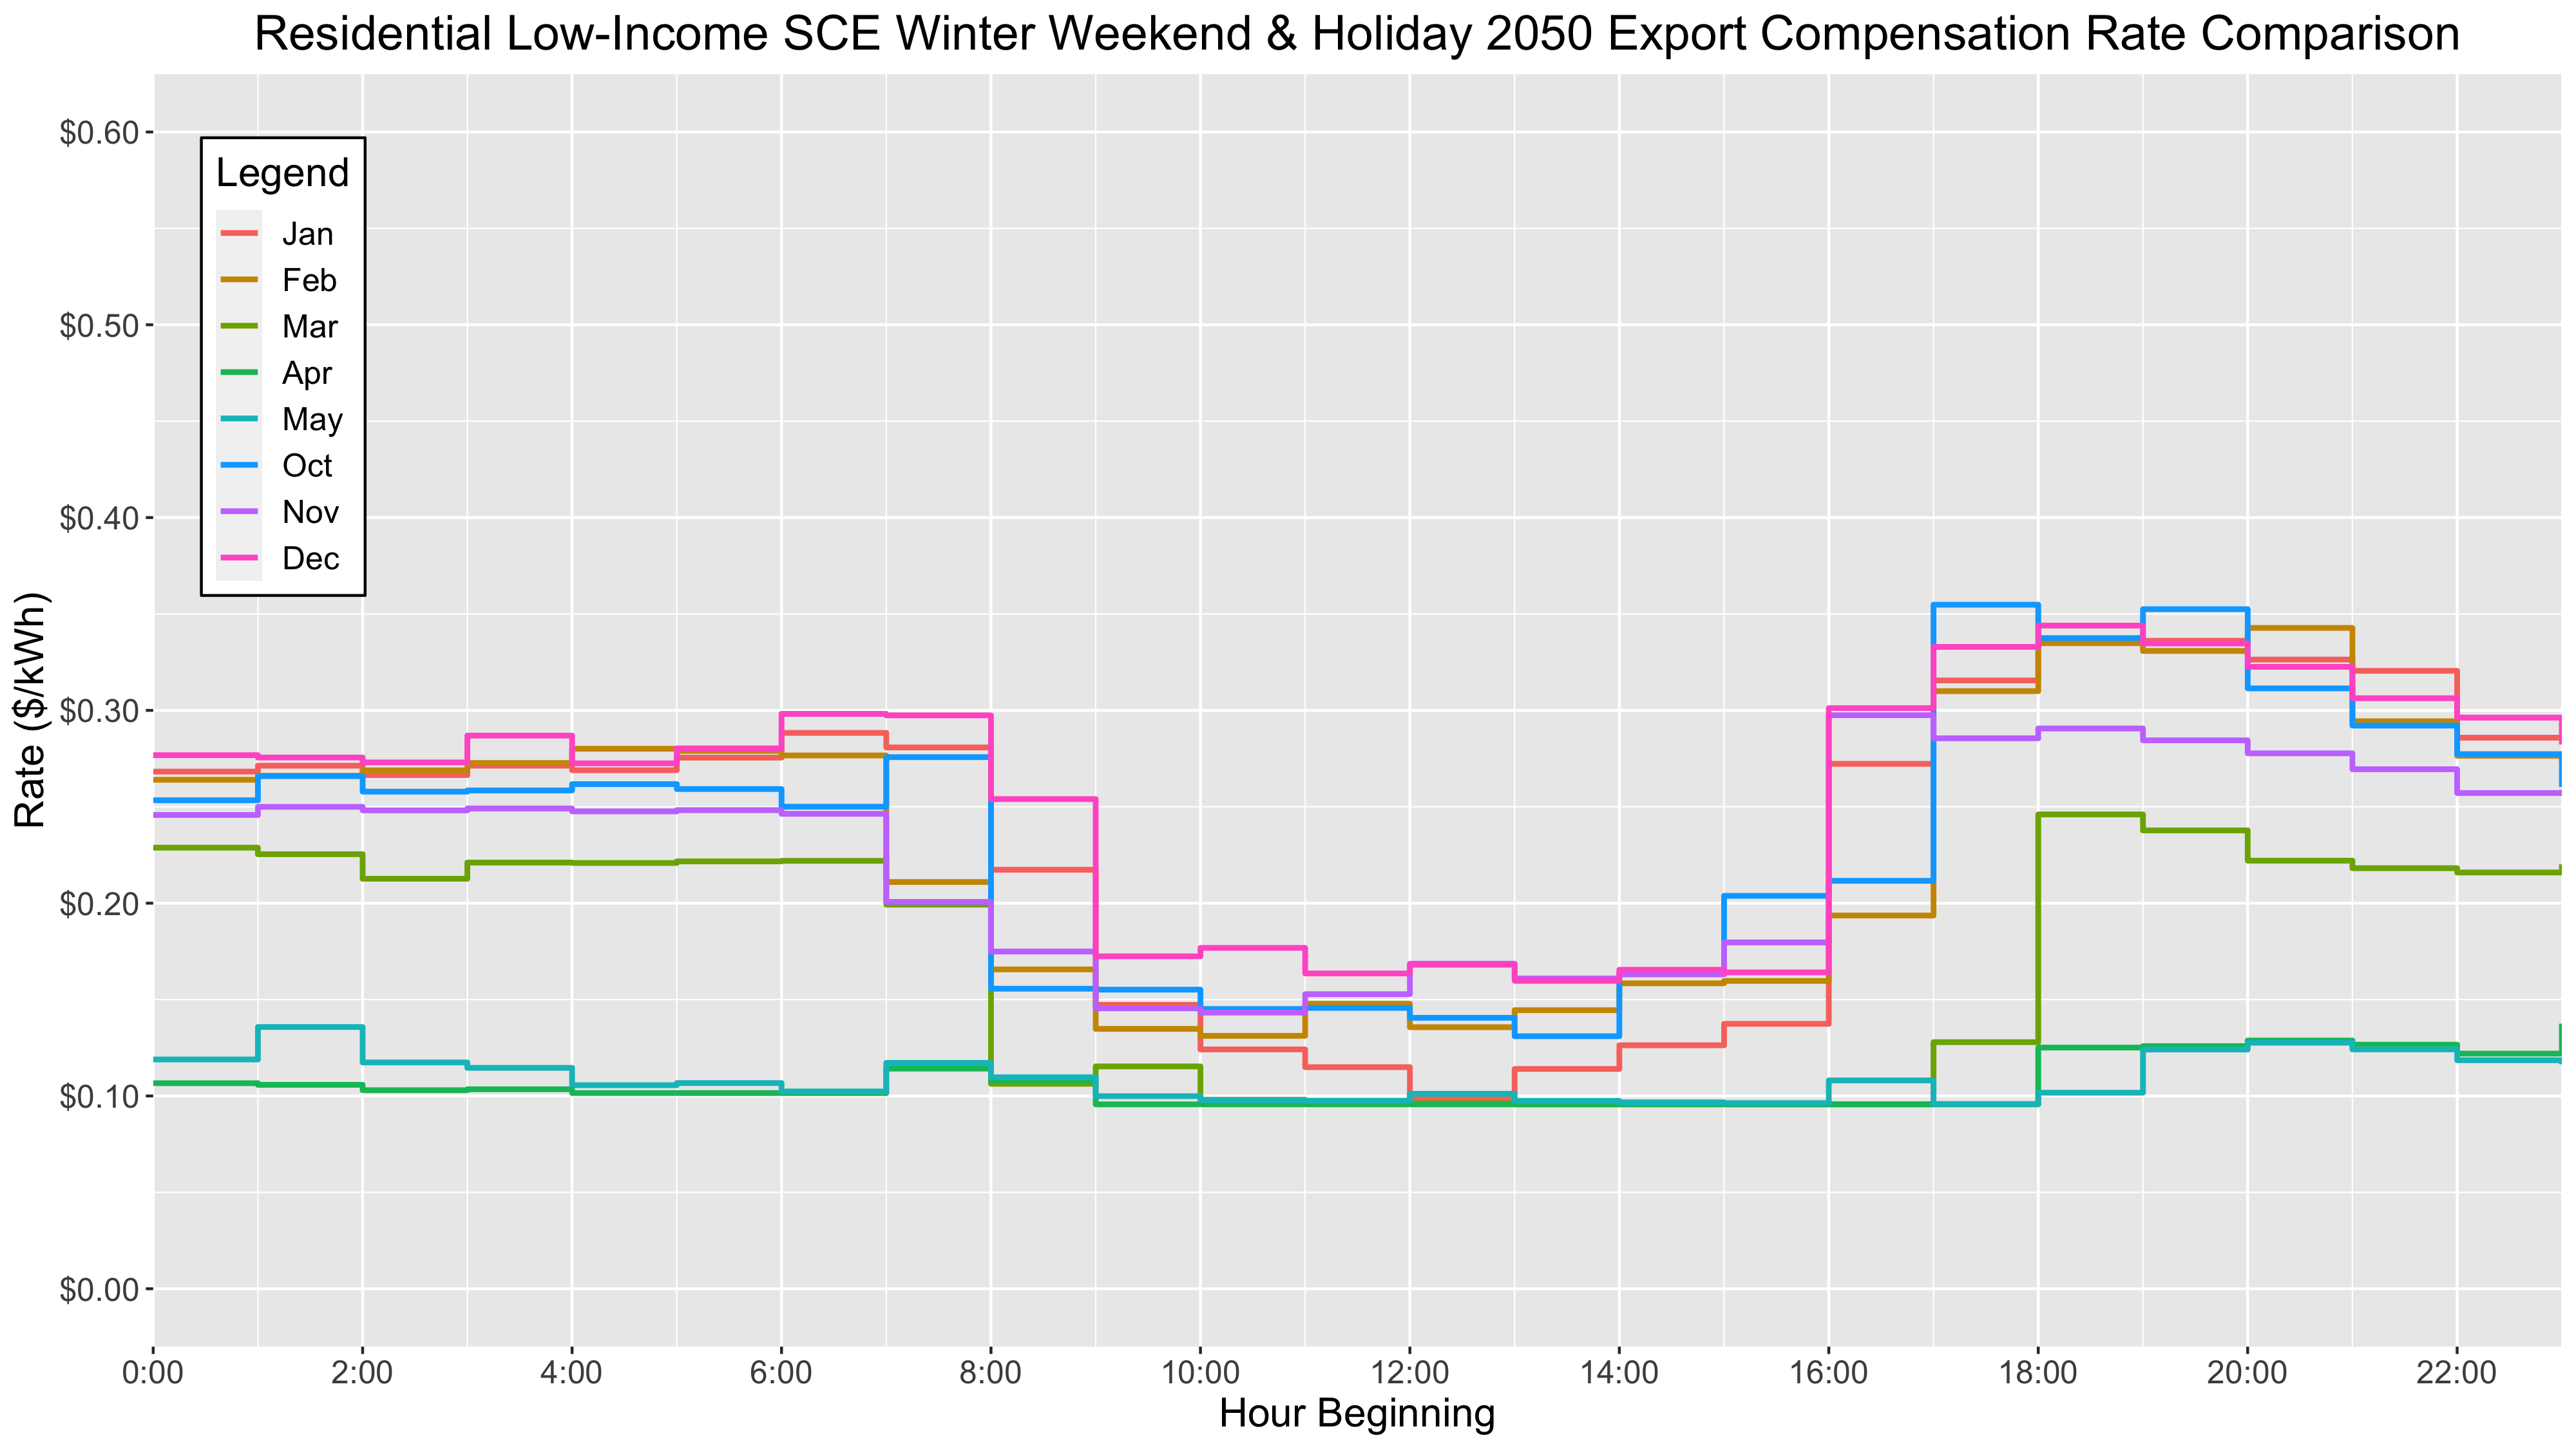 Residential Low-Income SCE Winter Weekend & Holiday 2050 Export Compensation Rate Comparison
$0.60
$0.50
$0.40
$0.30
$0.20
$0.10
$0.00
Rate ($/kWh)
Legend
Jan
Feb
Mar
Apr
May
Oct
Nov
Dec
0:00 2:00 4:00 6:00 8:00 10:00 12:00 14:00 16:00 18:00 20:00 22:00
Hour Beginning